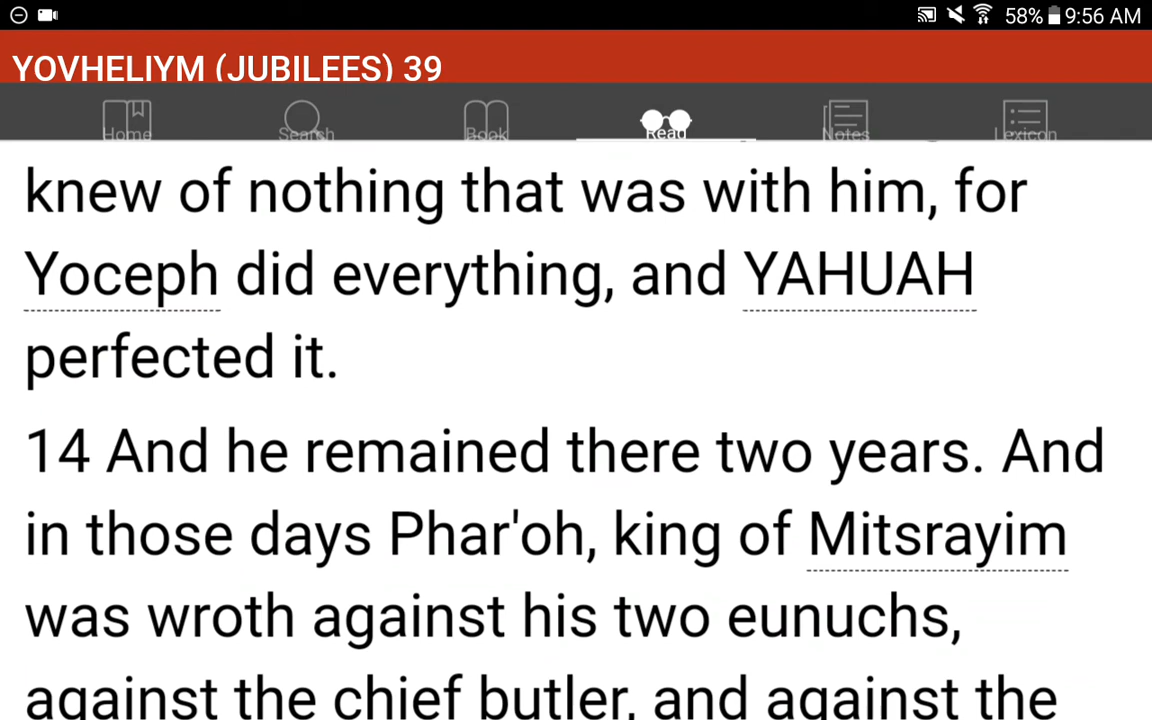 58% 9:56 AM
YOVHELIYM (JUBILEES) 39
Home Search Book Read Notes Lexicon
knew of nothing that was with him, for
Yoceph did everything, and YAHUAH
perfected it.
14 And he remained there two years. And
in those days Phar'oh, king of Mitsrayim
was wroth against his two eunuchs,
against the chief butler, and against the